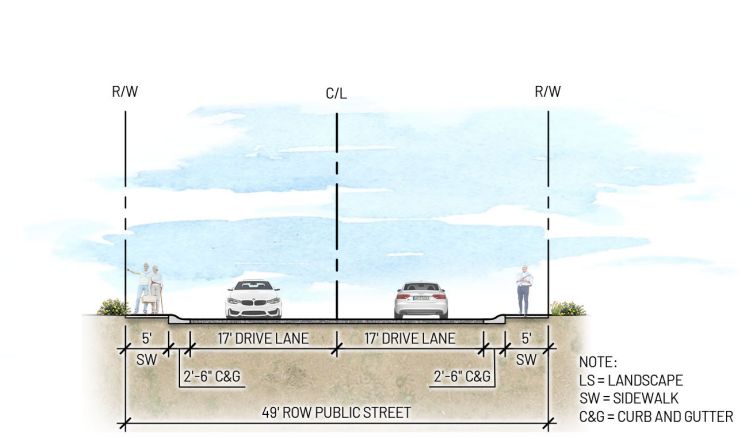 R/W
C/L
R/W
5'
17' DRIVE LANE
17' DRIVE LANE
5'
SW
SW
2'-6" C&G
2'-6" C&G
49' ROW PUBLIC STREET
NOTE:
LS = LANDSCAPE
SW = SIDEWALK
C&G = CURB AND GUTTER